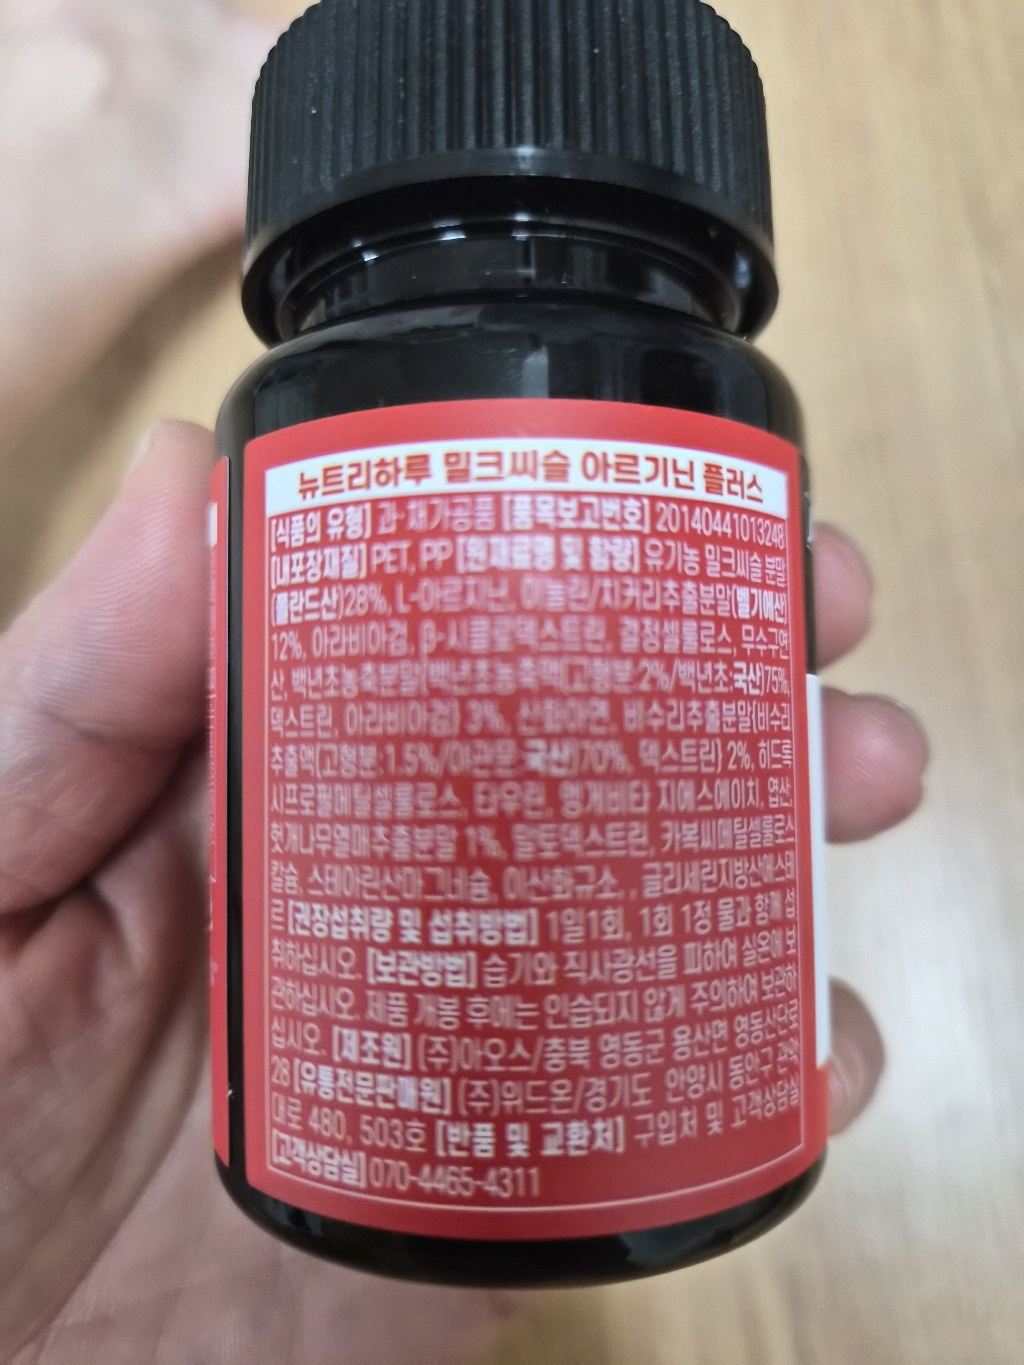 뉴트리하루 밀크씨슬 아르기닌 플러스
[식품의 유형] 과·채가공품 [품목보고번호] 20140441013248
[내포장재질] PET, PP [원재료명 및 함량] 유기농 밀크씨슬 분말
(폴란드산)28%, L-아르지닌, 이눌린/치커리추출분말(벨기에산)
12%, 아라비아검, β-시클로덱스트린, 결정셀룰로스, 무수구연
산, 백년초농축분말{백년초농축액(고형분:2%/백년초:국산)75%,
덱스트린, 아라비아검} 3%, 산화아연, 비수리추출분말{비수리
추출액(고형분:1.5%/야관문:국산)70%, 덱스트린} 2%, 히드록
시프로필메틸셀룰로스, 타우린, 맹게비타 지에스에이치, 엽산,
헛개나무열매추출분말 1%, 말토덱스트린, 카복씨메틸셀룰로스
칼슘, 스테아린산마그네슘, 이산화규소, , 글리세린지방산에스테
르 [권장섭취량 및 섭취방법] 1일1회, 1회 1정 물과 함께 섭
취하십시오. [보관방법] 습기와 직사광선을 피하여 실온에 보
관하십시오. 제품 개봉 후에는 인습되지 않게 주의하여 보관하
십시오. [제조원] (주)아오스/충북 영동군 용산면 영동산단로
28 [유통전문판매원] (주)위드온/경기도 안양시 동안구 관악
대로 480, 503호 [반품 및 교환처] 구입처 및 고객상담실
[고객상담실] 070-4465-4311